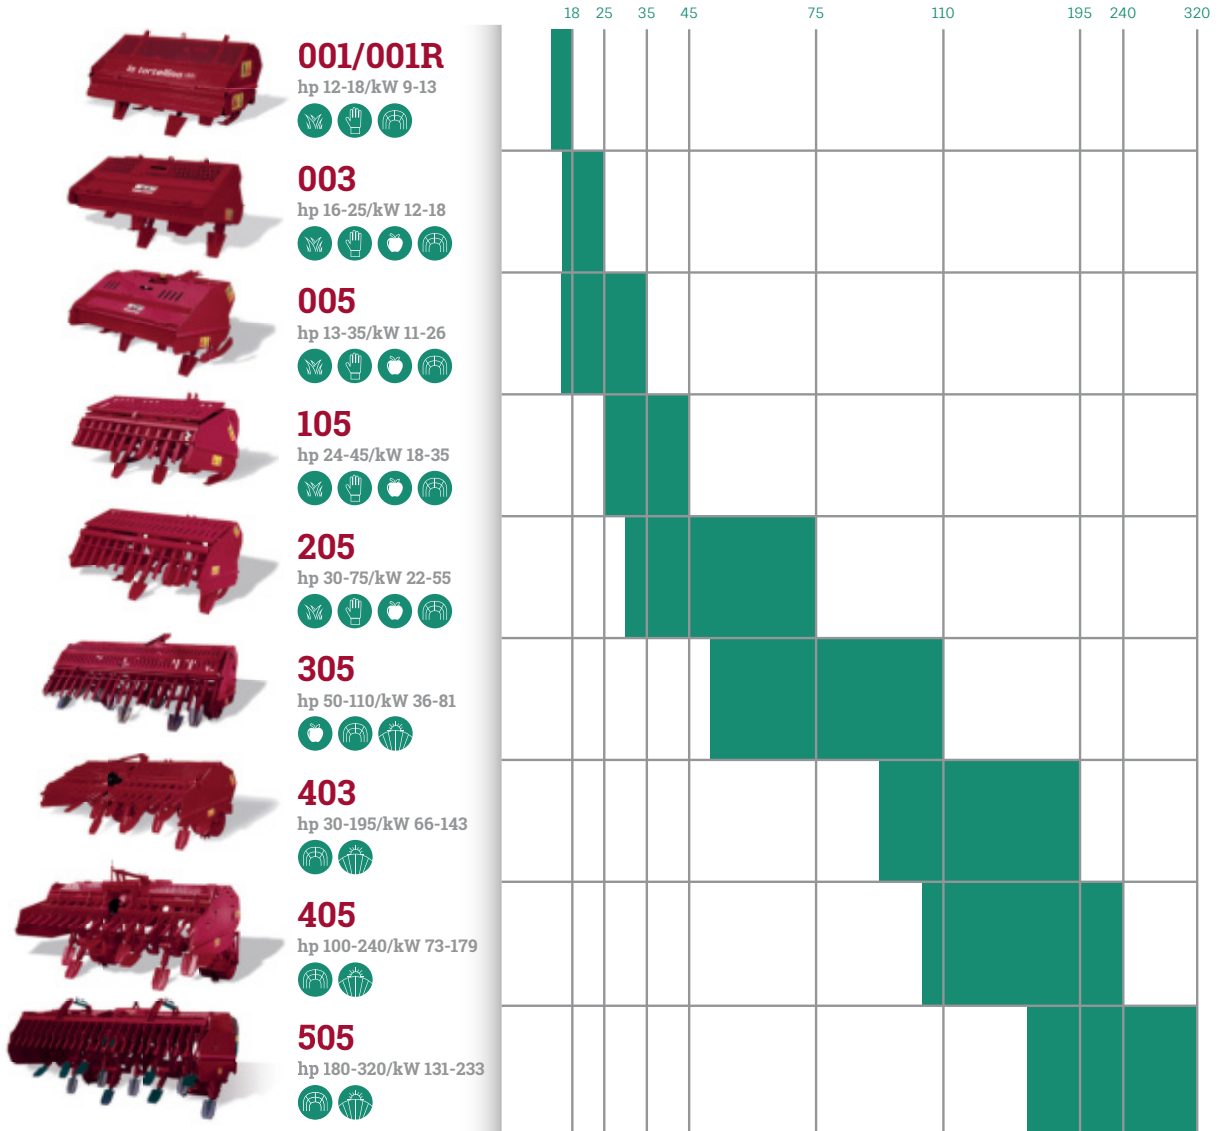 18 25 35 45 75 110 195 240 320
001/001R
hp 12-18/kW 9-13
003
hp 16-25/kW 12-18
005
hp 13-35/kW 11-26
105
hp 24-45/kW 18-35
205
hp 30-75/kW 22-55
305
hp 50-110/kW 36-81
403
hp 30-195/kW 66-143
405
hp 100-240/kW 73-179
505
hp 180-320/kW 131-233